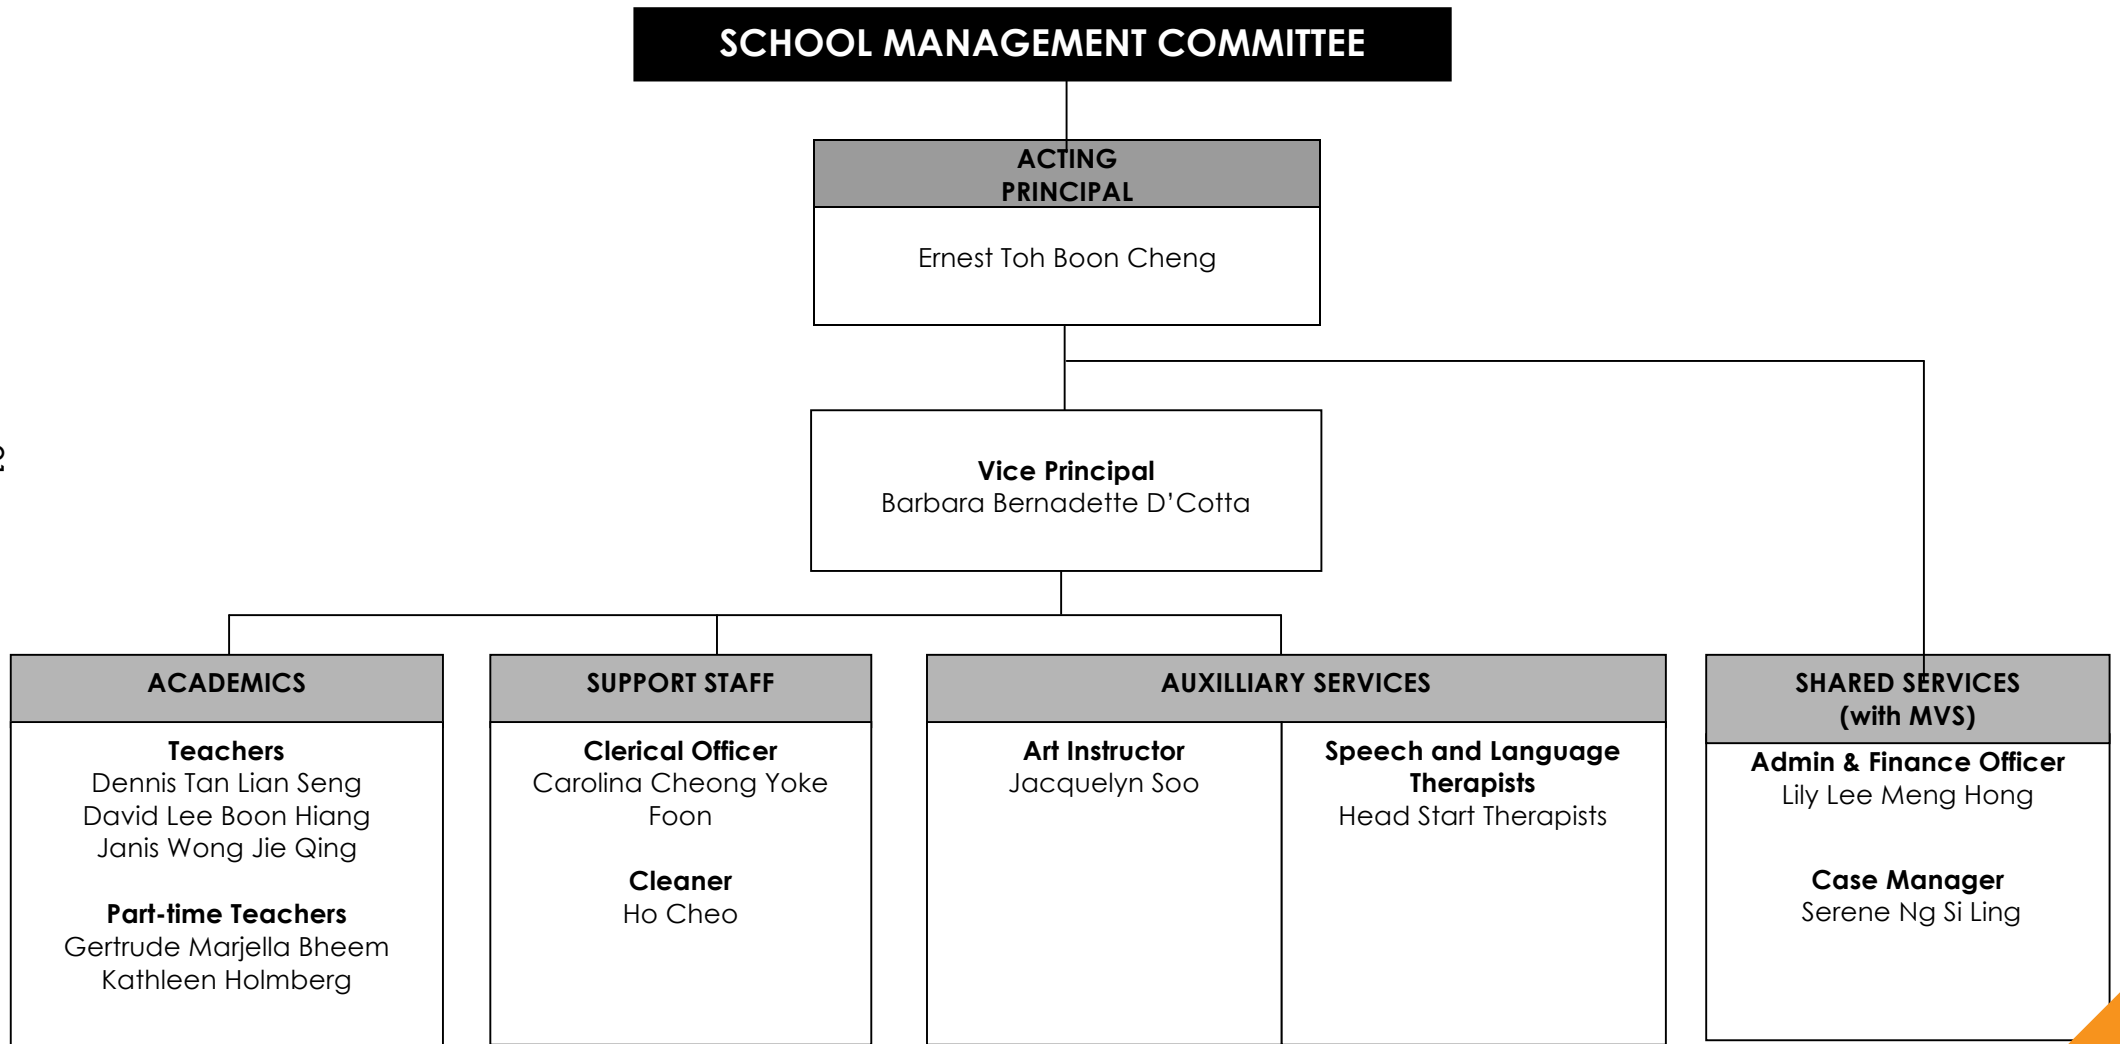 SCHOOL MANAGEMENT COMMITTEE
ACTING
PRINCIPAL
Ernest Toh Boon Cheng
Vice Principal
Barbara Bernadette D’Cotta
ACADEMICS
Teachers
Dennis Tan Lian Seng
David Lee Boon Hiang
Janis Wong Jie Qing
Part-time Teachers
Gertrude Marjella Bheem
Kathleen Holmberg
SUPPORT STAFF
Clerical Officer
Carolina Cheong Yoke
Foon
Cleaner
Ho Cheo
AUXILLIARY SERVICES
Art Instructor
Jacquelyn Soo
Speech and Language
Therapists
Head Start Therapists
SHARED SERVICES
(with MVS)
Admin & Finance Officer
Lily Lee Meng Hong
Case Manager
Serene Ng Si Ling